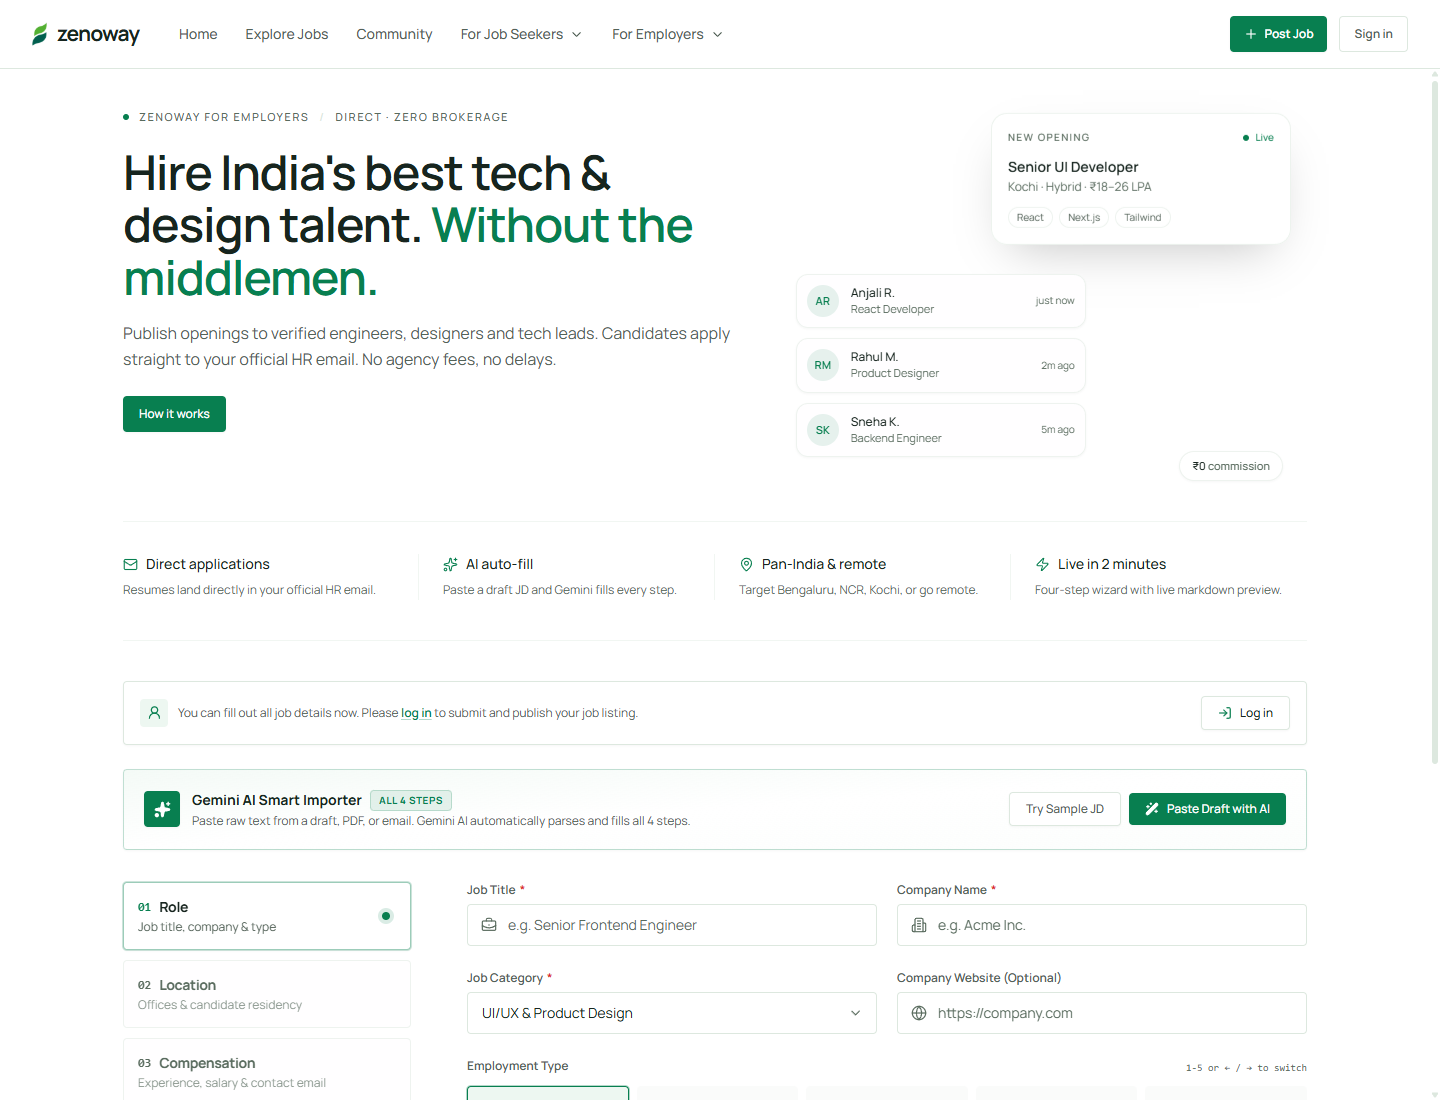 zenoway
Home
Explore Jobs
Community
For Job Seekers
For Employers
Post Job
Sign in
ZENOWAY FOR EMPLOYERS / DIRECT · ZERO BROKERAGE
Hire India's best tech &
design talent. Without the
middlemen.
Publish openings to verified engineers, designers and tech leads. Candidates apply
straight to your official HR email. No agency fees, no delays.
How it works
NEW OPENING
Live
Senior UI Developer
Kochi · Hybrid · ₹18–26 LPA
React
Next.js
Tailwind
AR
Anjali R.
React Developer
just now
RM
Rahul M.
Product Designer
2m ago
SK
Sneha K.
Backend Engineer
5m ago
₹0 commission
Direct applications
Resumes land directly in your official HR email.
AI auto-fill
Paste a draft JD and Gemini fills every step.
Pan-India & remote
Target Bengaluru, NCR, Kochi, or go remote.
Live in 2 minutes
Four-step wizard with live markdown preview.
You can fill out all job details now. Please log in to submit and publish your job listing.
Log in
Gemini AI Smart Importer
ALL 4 STEPS
Paste raw text from a draft, PDF, or email. Gemini AI automatically parses and fills all 4 steps.
Try Sample JD
Paste Draft with AI
01 Role
Job title, company & type
02 Location
Offices & candidate residency
03 Compensation
Experience, salary & contact email
Job Title *
e.g. Senior Frontend Engineer
Company Name *
e.g. Acme Inc.
Job Category *
UI/UX & Product Design
Company Website (Optional)
https://company.com
Employment Type
1-5 or ← / → to switch